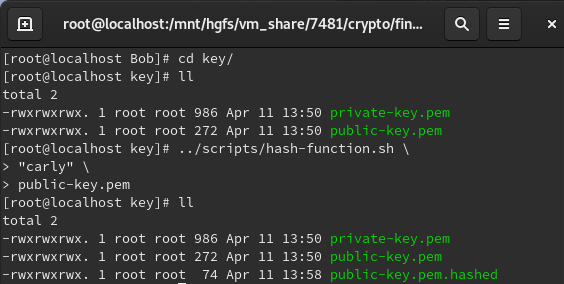 root@localhost:/mnt/hgfs/vm_share/7481/crypto/fin...
[root@localhost Bob]# cd key/
[root@localhost key]# ll
total 2
-rwxrwxrwx. 1 root root 986 Apr 11 13:50 private-key.pem
-rwxrwxrwx. 1 root root 272 Apr 11 13:50 public-key.pem
[root@localhost key]# ../scripts/hash-function.sh \
> "carly" \
> public-key.pem
[root@localhost key]# ll
total 2
-rwxrwxrwx. 1 root root 986 Apr 11 13:50 private-key.pem
-rwxrwxrwx. 1 root root 272 Apr 11 13:50 public-key.pem
-rwxrwxrwx. 1 root root  74 Apr 11 13:58 public-key.pem.hashed